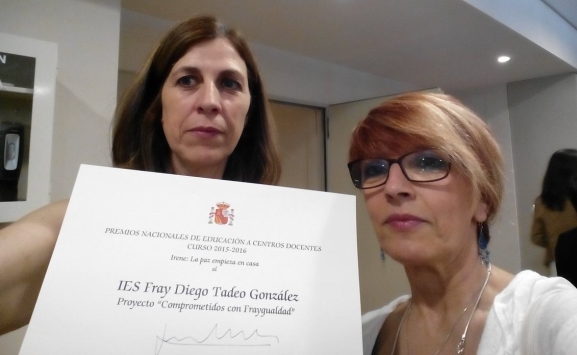 PREMIOS NACIONALES DE EDUCACIÓN A CENTROS DOCENTES
CURSO 2015-2016
Irene: La paz empieza en casa
al
IES Fray Diego Tadeo González
Proyecto "Comprometidos con Fraygualdad"